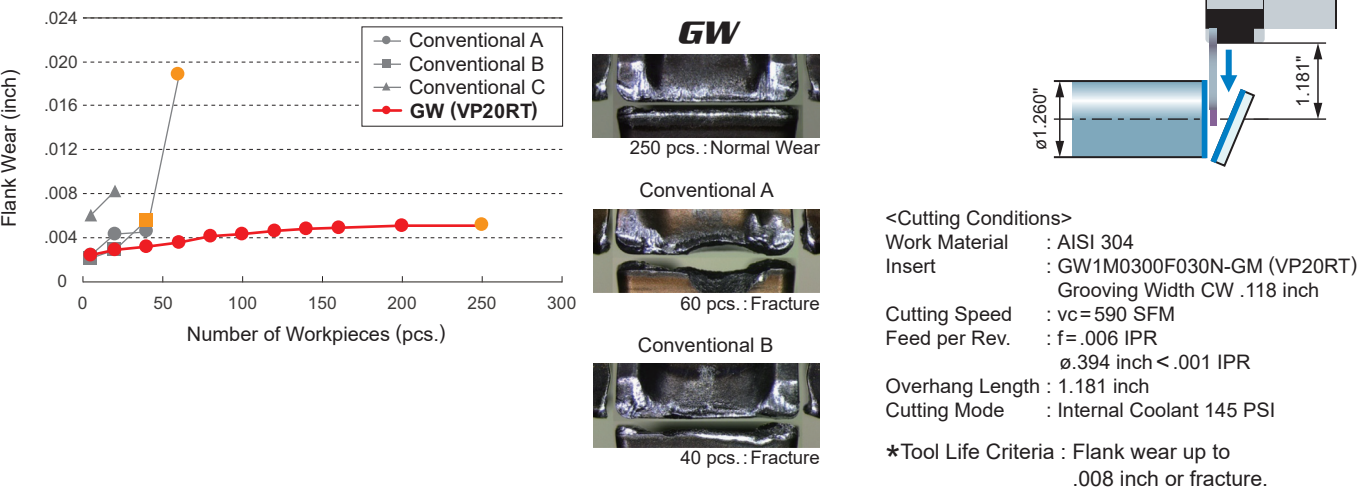 .024
.020
.016
.012
.008
.004
0
Flank Wear (inch)
0 50 100 150 200 250 300
Number of Workpieces (pcs.)
Conventional A
Conventional B
Conventional C
GW (VP20RT)
GW
250 pcs.:Normal Wear
Conventional A
60 pcs.:Fracture
Conventional B
40 pcs.:Fracture
ø1.260"
1.181"
<Cutting Conditions>
Work Material : AISI 304
Insert : GW1M0300F030N-GM (VP20RT)
Grooving Width CW .118 inch
Cutting Speed : vc=590 SFM
Feed per Rev. : f=.006 IPR
ø.394 inch<.001 IPR
Overhang Length : 1.181 inch
Cutting Mode : Internal Coolant 145 PSI
*Tool Life Criteria : Flank wear up to
.008 inch or fracture.